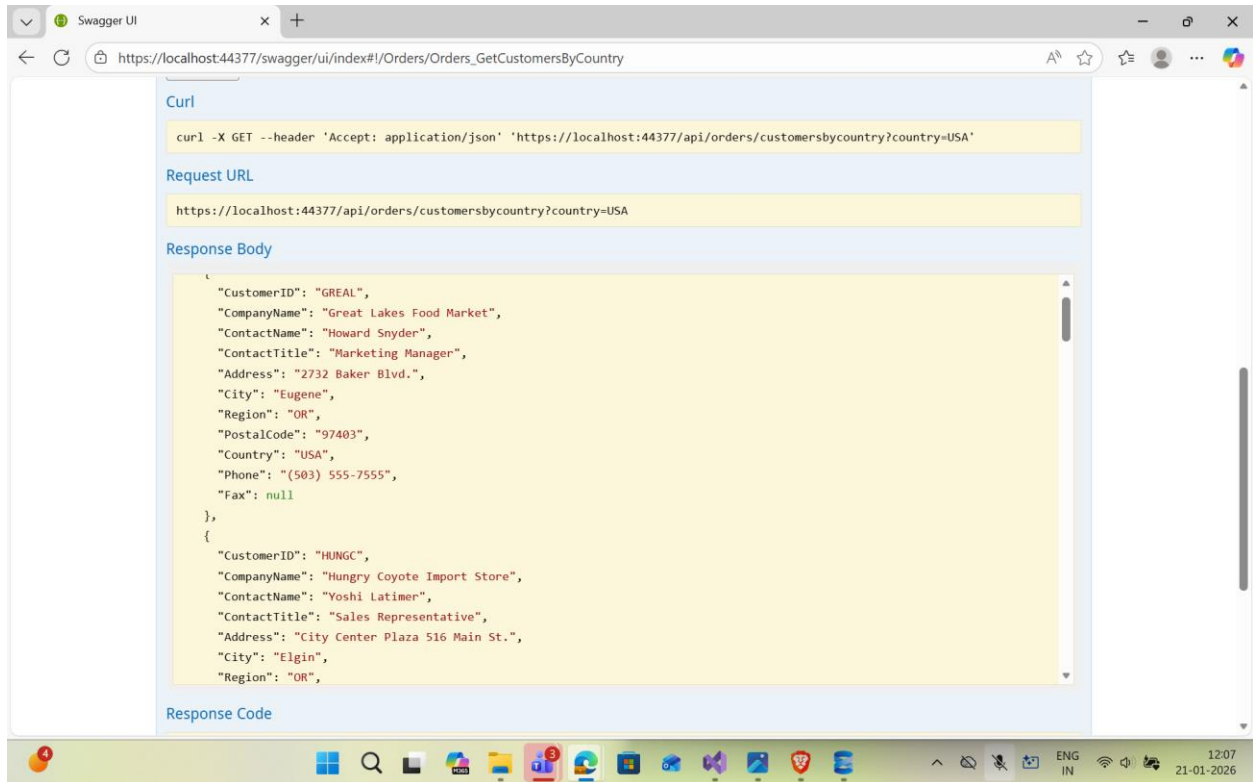 Swagger UI
https://localhost:44377/swagger/ui/index#!/Orders/Orders_GetCustomersByCountry
Curl
curl -X GET --header 'Accept: application/json' 'https://localhost:44377/api/orders/customersbycountry?country=USA'
Request URL
https://localhost:44377/api/orders/customersbycountry?country=USA
Response Body
{
"CustomerID": "GREAL",
"CompanyName": "Great Lakes Food Market",
"ContactName": "Howard Snyder",
"ContactTitle": "Marketing Manager",
"Address": "2732 Baker Blvd.",
"City": "Eugene",
"Region": "OR",
"PostalCode": "97403",
"Country": "USA",
"Phone": "(503) 555-7555",
"Fax": null
},
{
"CustomerID": "HUNGC",
"CompanyName": "Hungry Coyote Import Store",
"ContactName": "Yoshi Latimer",
"ContactTitle": "Sales Representative",
"Address": "City Center Plaza 516 Main St.",
"City": "Elgin",
"Region": "OR",
Response Code
4
M365
3
ENG
IN
12:07
21-01-2026